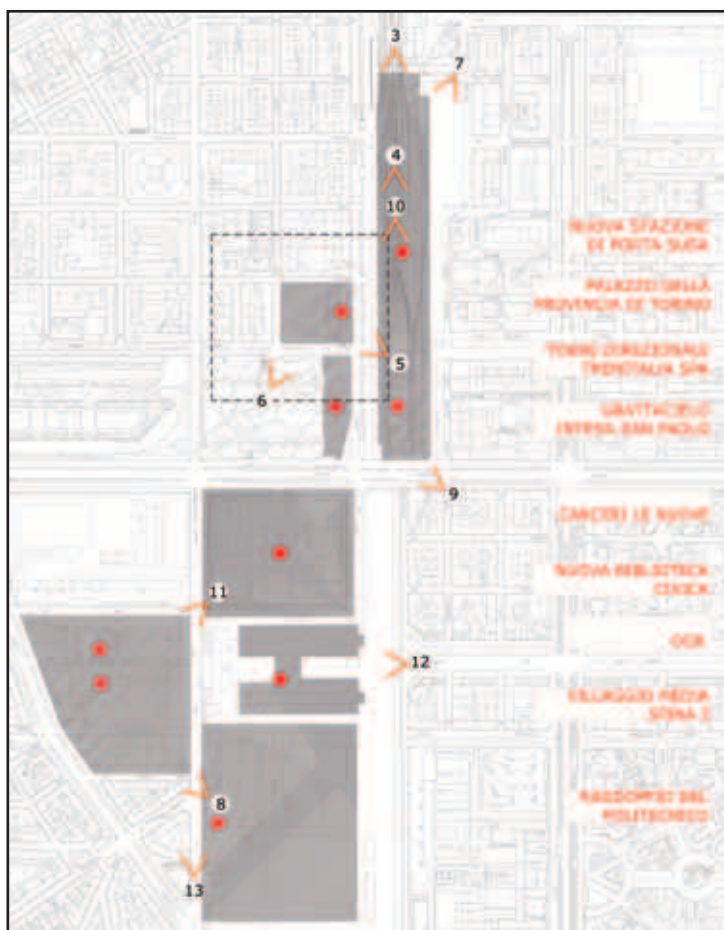 3
7
4
10
NUOVA STAZIONE
DI PORTA SUSA
PALAZZO DELLA
PROVINCIA DI TORINO
5
TORRE DIREZIONALE
TRENITALIA SPA
6
GRATTACIELO
INTESA SAN PAOLO
9
CARCERI LE NUOVE
NUOVA BIBLIOTECA
CIVICA
11
OGR
12
VILLAGGIO MEDIA
SPINA 2
8
RADDOPPIO DEL
POLITECNICO
13